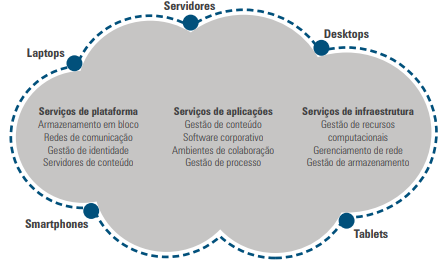 Servidores
Desktops
Laptops
Serviços de plataforma
Armazenamento em bloco
Redes de comunicação
Gestão de identidade
Servidores de conteúdo
Serviços de aplicações
Gestão de conteúdo
Software corporativo
Ambientes de colaboração
Gestão de processo
Serviços de infraestrutura
Gestão de recursos
computacionais
Gerenciamento de rede
Gestão de armazenamento
Smartphones
Tablets